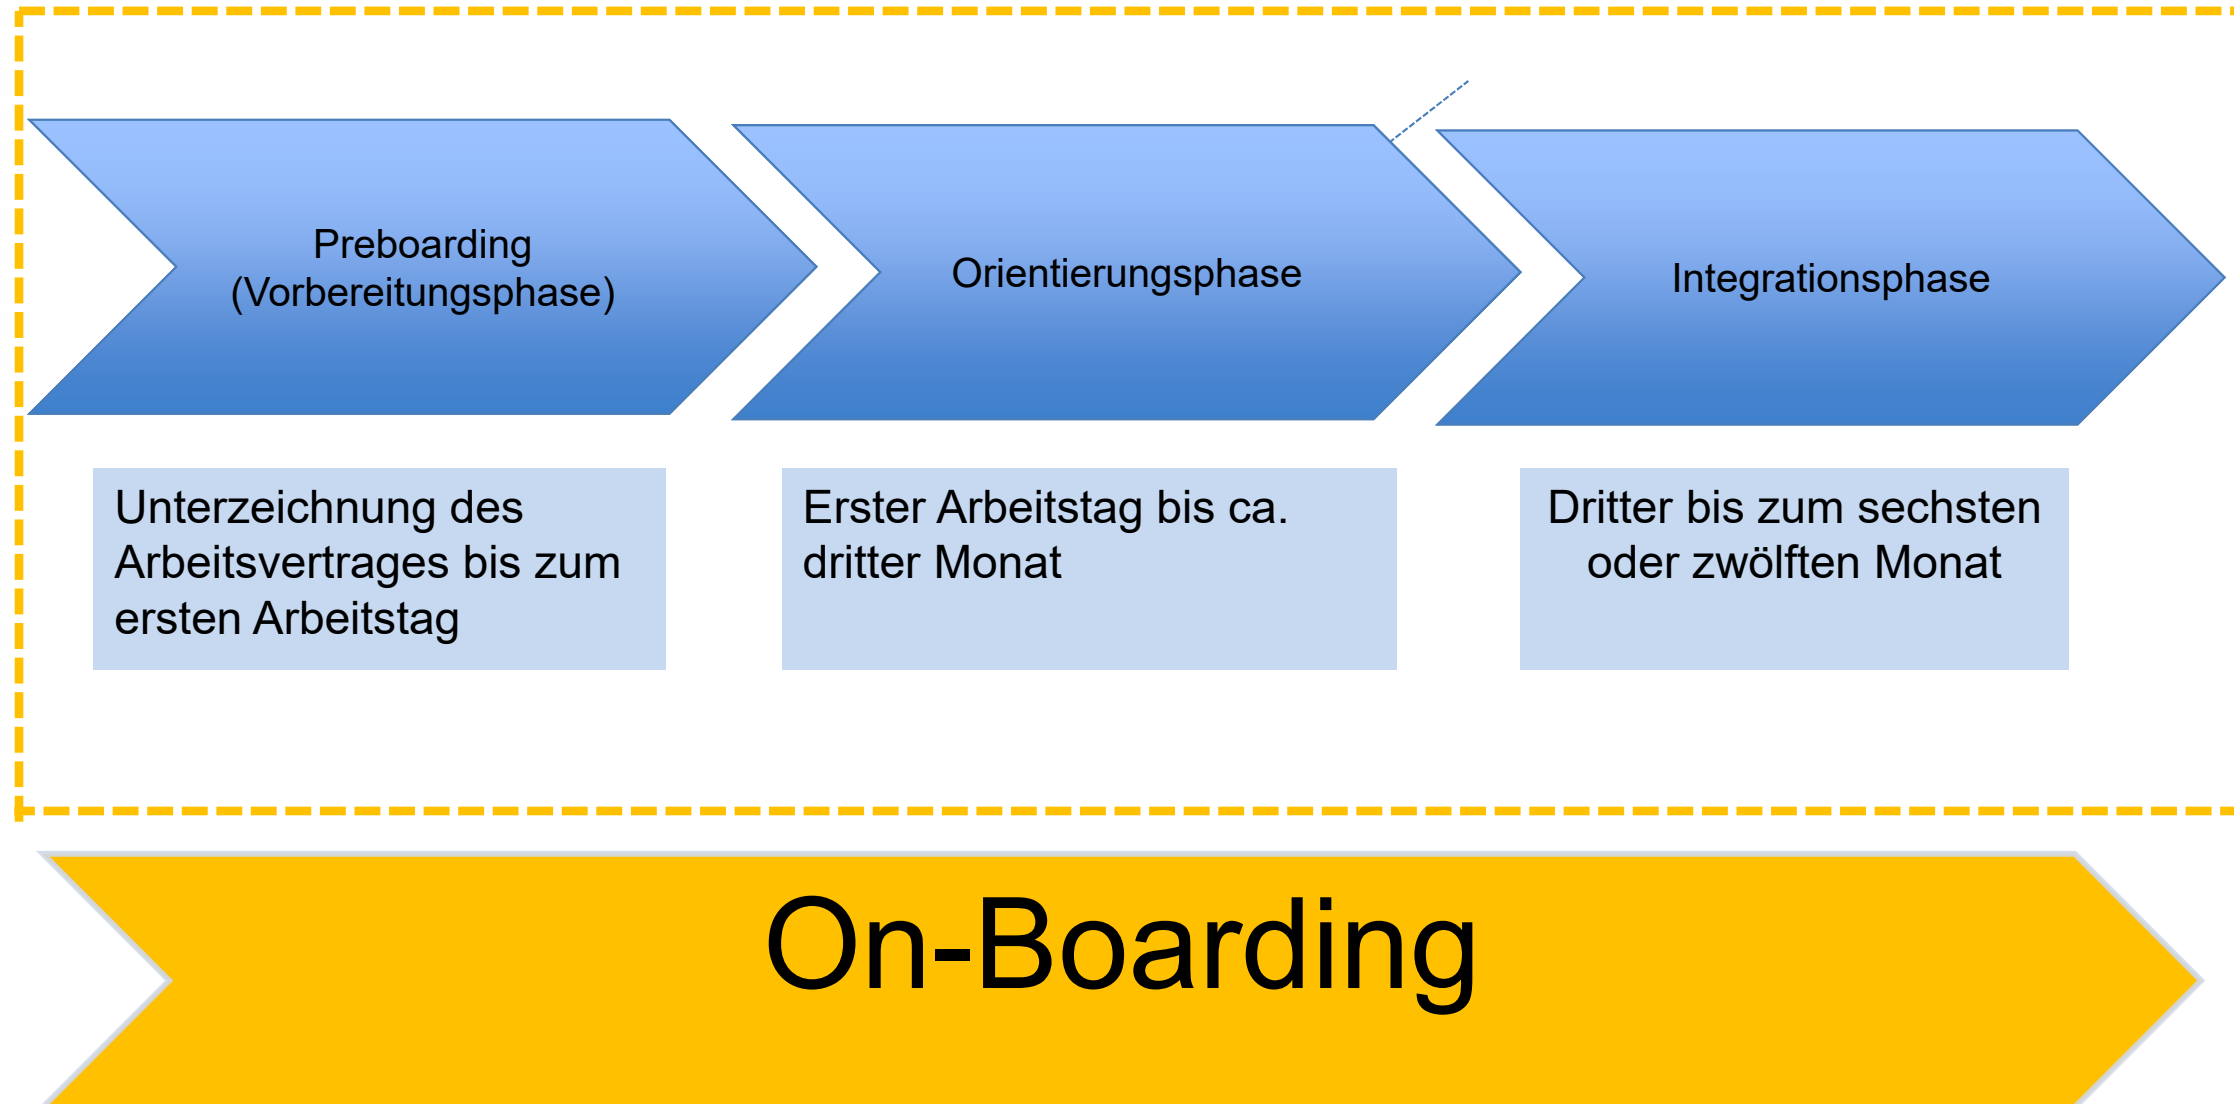 Preboarding
(Vorbereitungsphase)
Orientierungsphase
Integrationsphase
Unterzeichnung des
Arbeitsvertrages bis zum
ersten Arbeitstag
Erster Arbeitstag bis ca.
dritter Monat
Dritter bis zum sechsten
oder zwölften Monat
On-Boarding